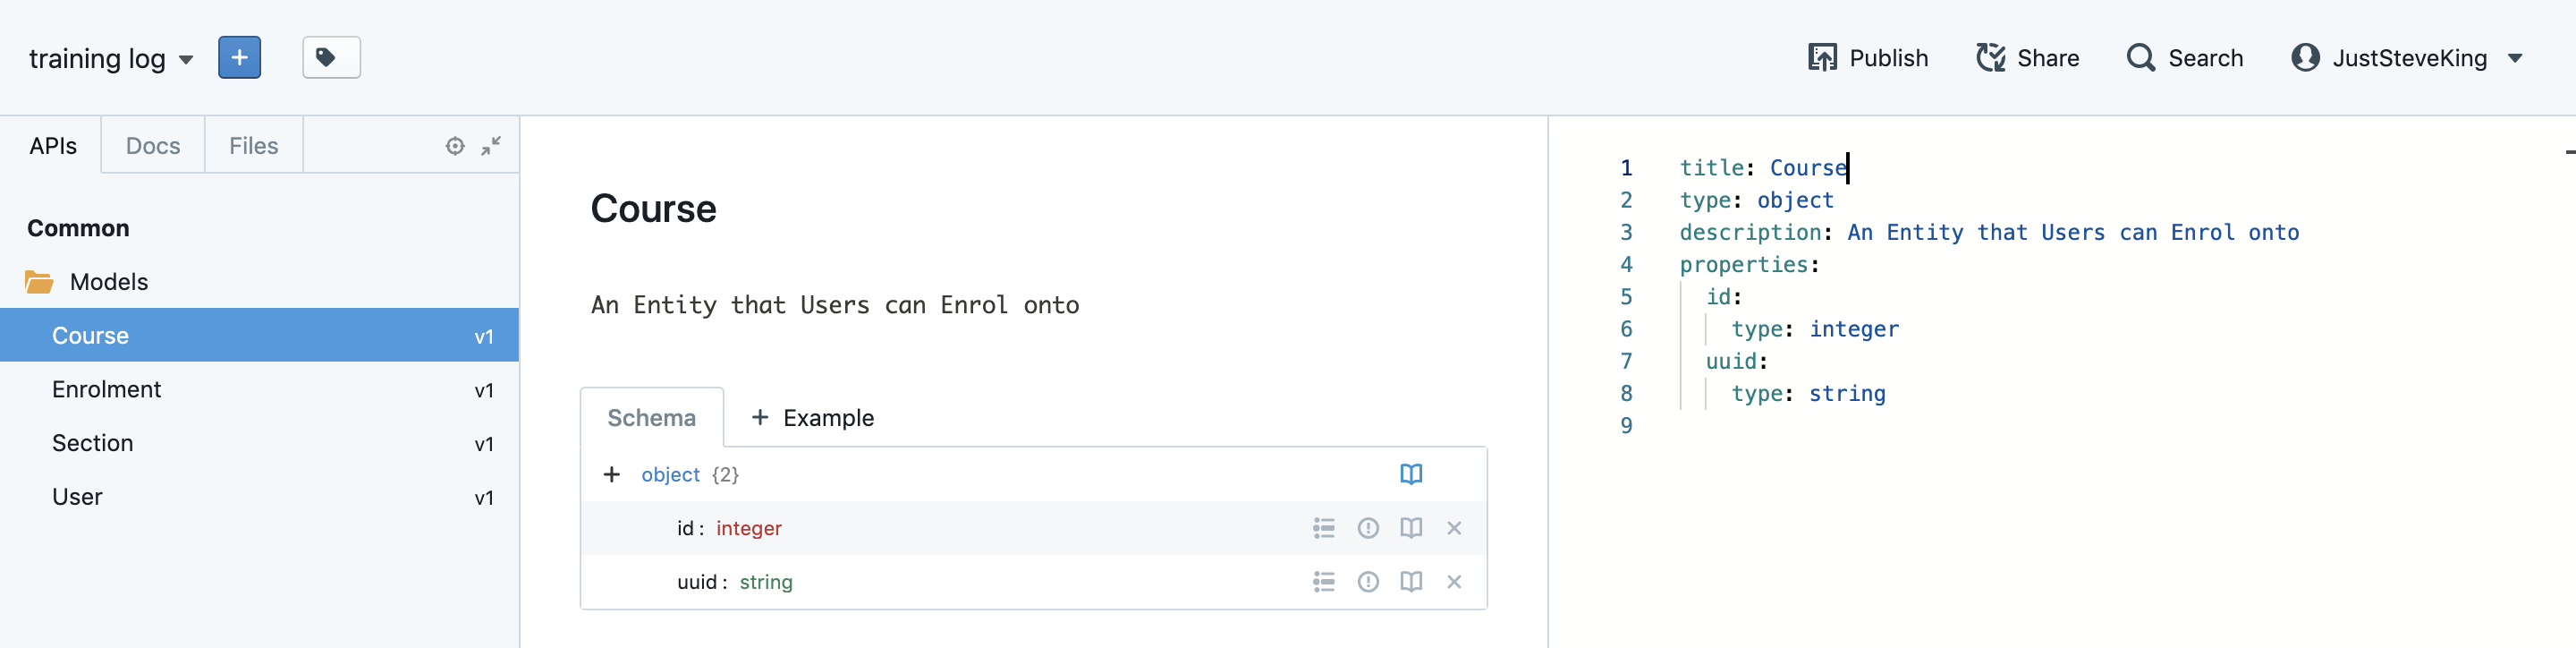 training log
+
Publish
Share
Search
JustSteveKing
APIs
Docs
Files
Common
Models
Course v1
Enrolment v1
Section v1
User v1
Course
An Entity that Users can Enrol onto
Schema
+ Example
+ object {2}
id : integer
uuid : string
1 title: Course
2 type: object
3 description: An Entity that Users can Enrol onto
4 properties:
5 id:
6 type: integer
7 uuid:
8 type: string
9